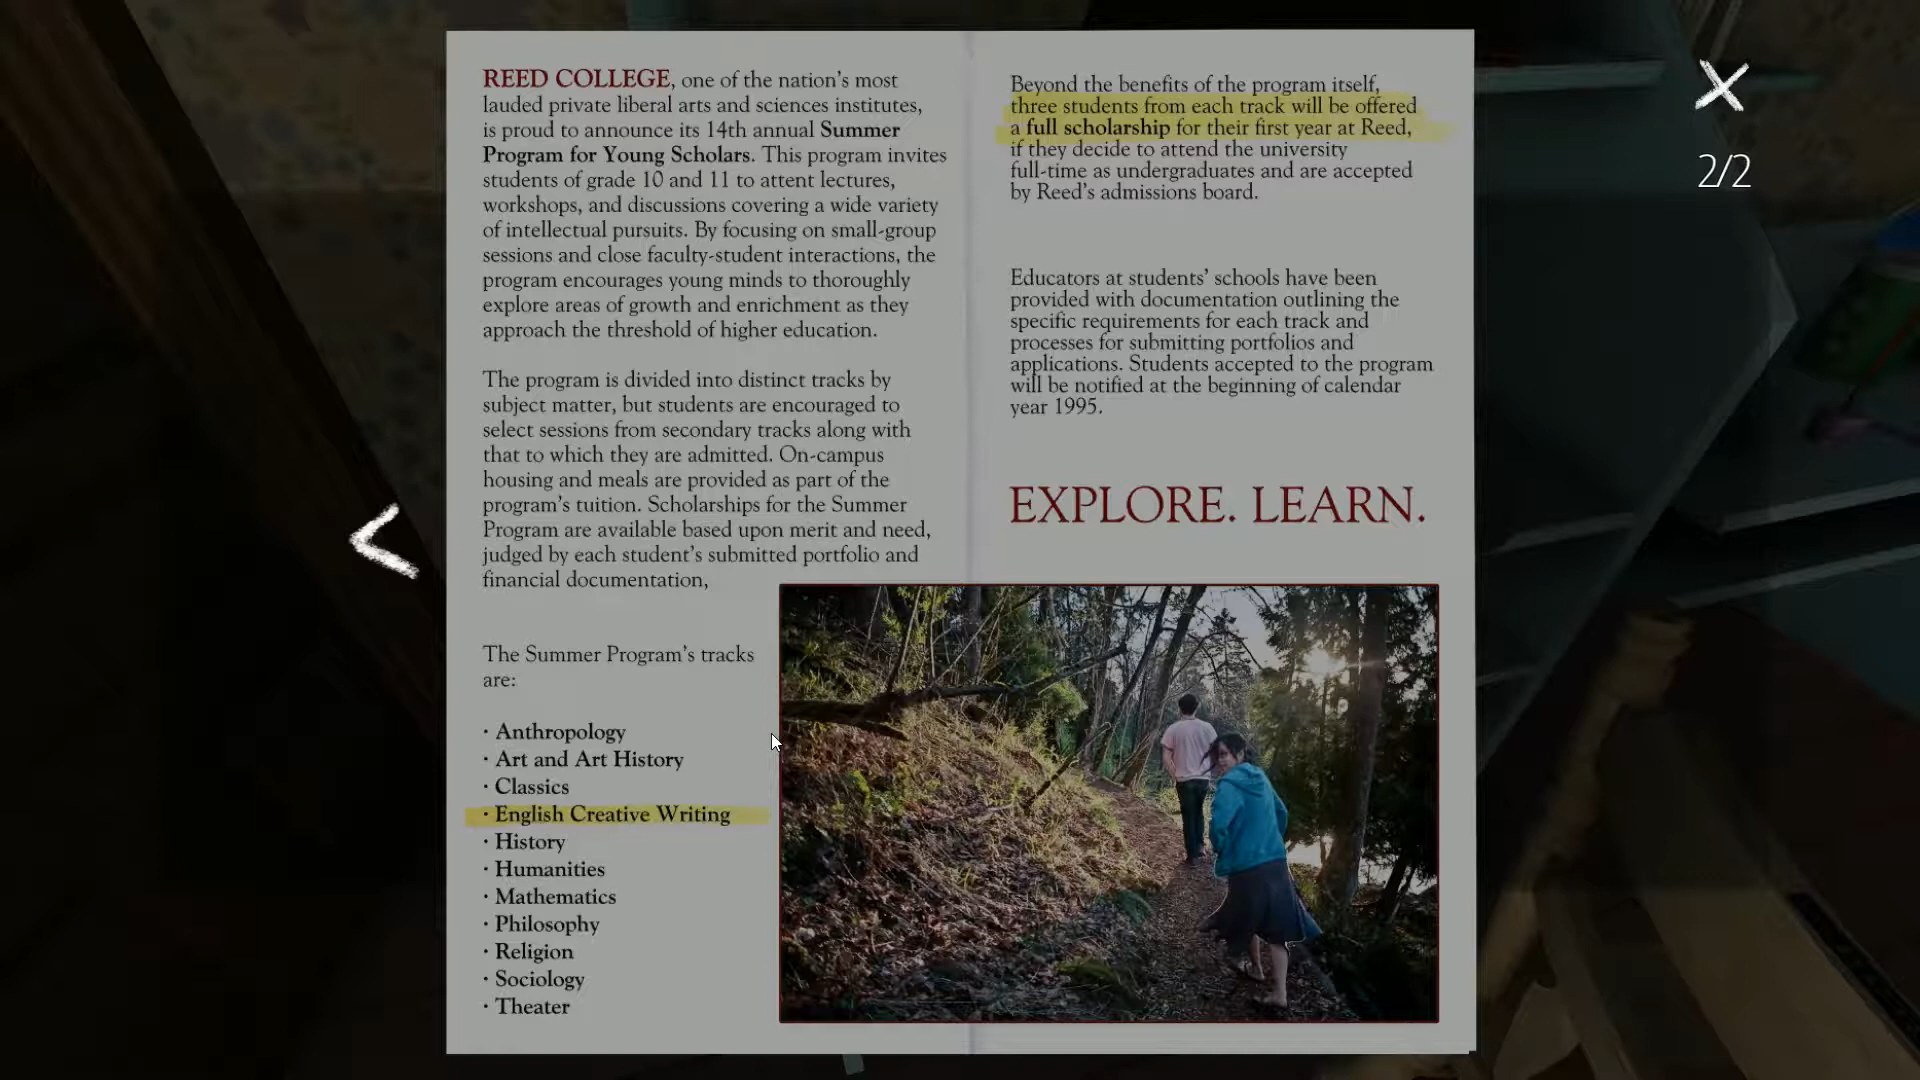 REED COLLEGE, one of the nation's most
lauded private liberal arts and sciences institutes,
is proud to announce its 14th annual Summer
Program for Young Scholars. This program invites
students of grade 10 and 11 to attent lectures,
workshops, and discussions covering a wide variety
of intellectual pursuits. By focusing on small-group
sessions and close faculty-student interactions, the
program encourages young minds to thoroughly
explore areas of growth and enrichment as they
approach the threshold of higher education.
The program is divided into distinct tracks by
subject matter, but students are encouraged to
select sessions from secondary tracks along with
that to which they are admitted. On-campus
housing and meals are provided as part of the
program's tuition. Scholarships for the Summer
Program are available based upon merit and need,
judged by each student's submitted portfolio and
financial documentation,
The Summer Program's tracks
are:
· Anthropology
· Art and Art History
· Classics
· English Creative Writing
· History
· Humanities
· Mathematics
· Philosophy
· Religion
· Sociology
· Theater
Beyond the benefits of the program itself,
three students from each track will be offered
a full scholarship for their first year at Reed,
if they decide to attend the university
full-time as undergraduates and are accepted
by Reed's admissions board.
Educators at students' schools have been
provided with documentation outlining the
specific requirements for each track and
processes for submitting portfolios and
applications. Students accepted to the program
will be notified at the beginning of calendar
year 1995.
EXPLORE. LEARN.
2/2